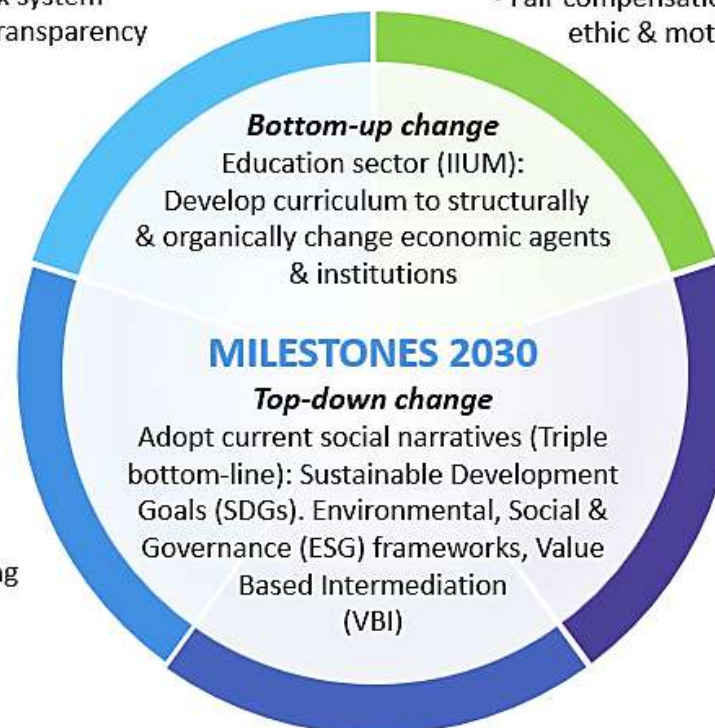 system
transparency
ethic &
Bottom-up change
Education sector (IIUM):
Develop curriculum to structurally
& organically change economic agents
& institutions
MILESTONES 2030
Top-down change
Adopt current social narratives (Triple
bottom-line): Sustainable Development
Goals (SDGs). Environmental, Social &
Governance (ESG) frameworks, Value
Based Intermediation
(VBI)